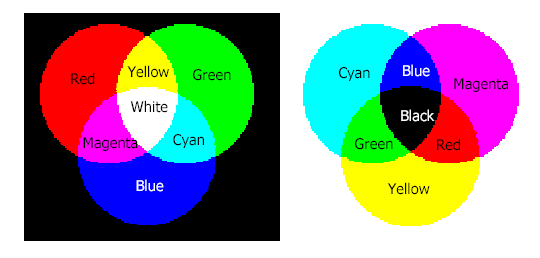 Red
Yellow
Green
White
Magenta
Cyan
Blue
Cyan
Blue
Magenta
Black
Green
Red
Yellow